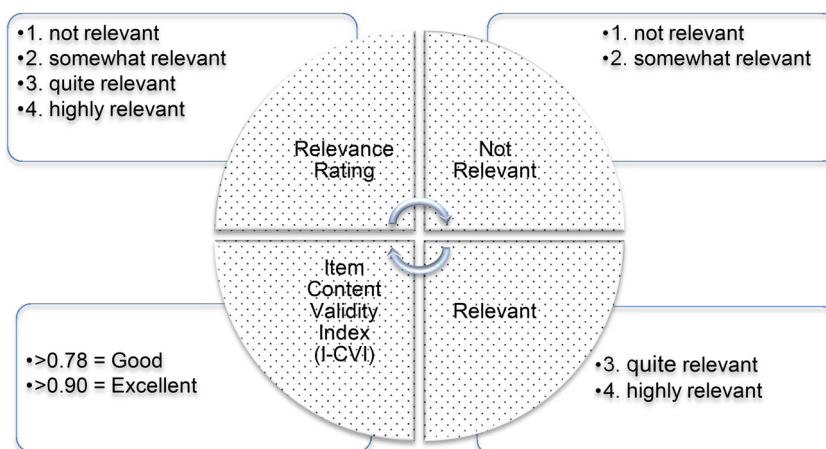 •1. not relevant
•2. somewhat relevant
•3. quite relevant
•4. highly relevant
•1. not relevant
•2. somewhat relevant
Relevance
Rating
Not
Relevant
Item
Content
Validity
Index
(I-CVI)
Relevant
•>0.78 = Good
•>0.90 = Excellent
•3. quite relevant
•4. highly relevant